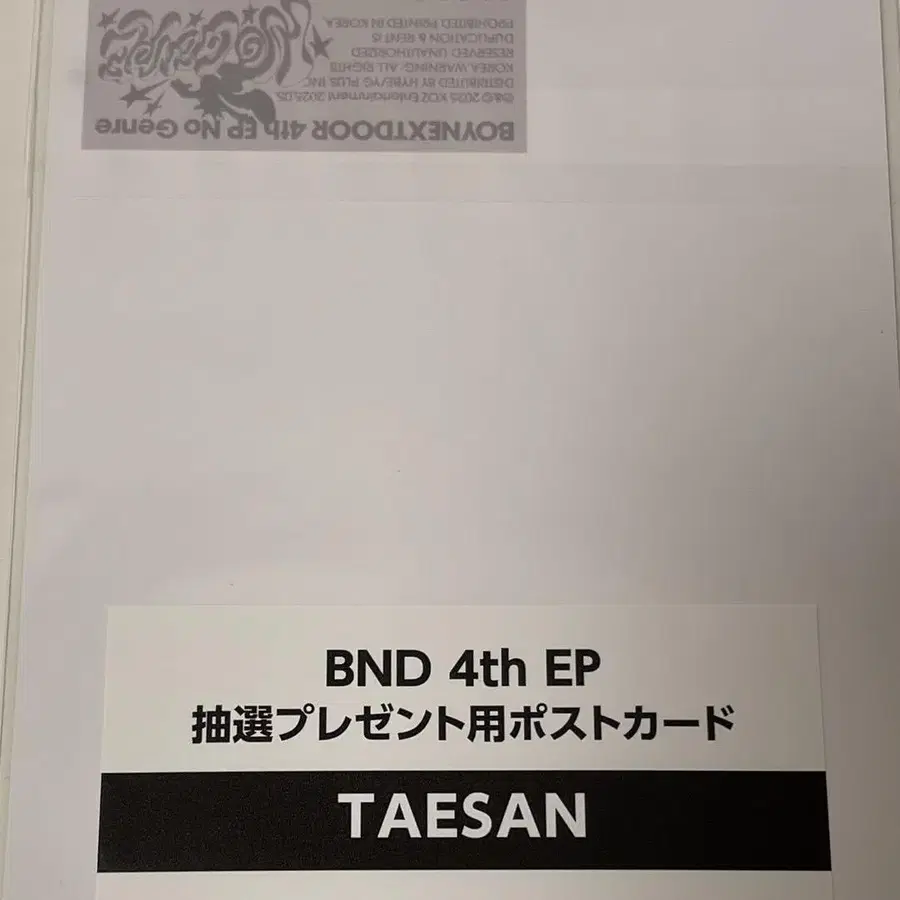 BOYNEXTDOOR 4th EP No Genre
℗&© 2025 KOZ Entertainment 2025.05
DISTRIBUTED BY HYBE/YG PLUS INC
KOREA WARNING: ALL RIGHTS
RESERVED UNAUTHORIZED
DUPLICATION & RENT IS
PROHIBITED PRINTED IN KOREA
BND 4th EP
抽選プレゼント用ポストカード
TAESAN